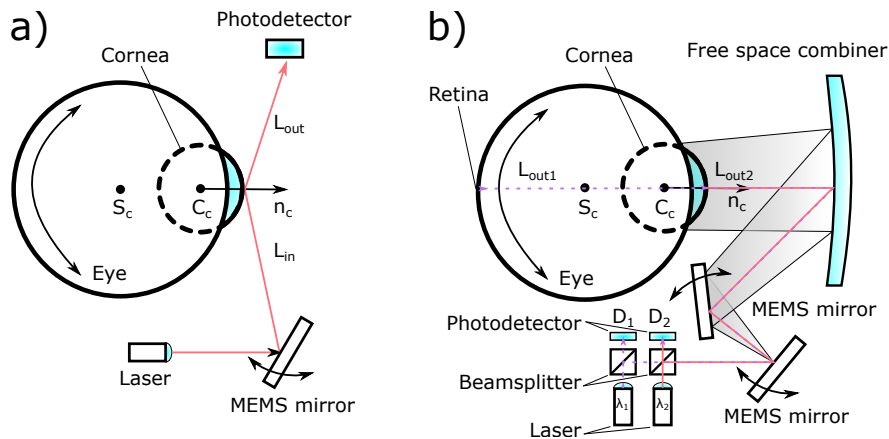 a)
Photodetector
Cornea
L_out
S_c
C_c
n_c
L_in
Eye
Laser
MEMS mirror
b)
Free space combiner
Cornea
Retina
L_out1
L_out2
S_c
C_c
n_c
Eye
MEMS mirror
D_1 D_2
Photodetector
Beamsplitter
λ_1 λ_2
Laser
MEMS mirror